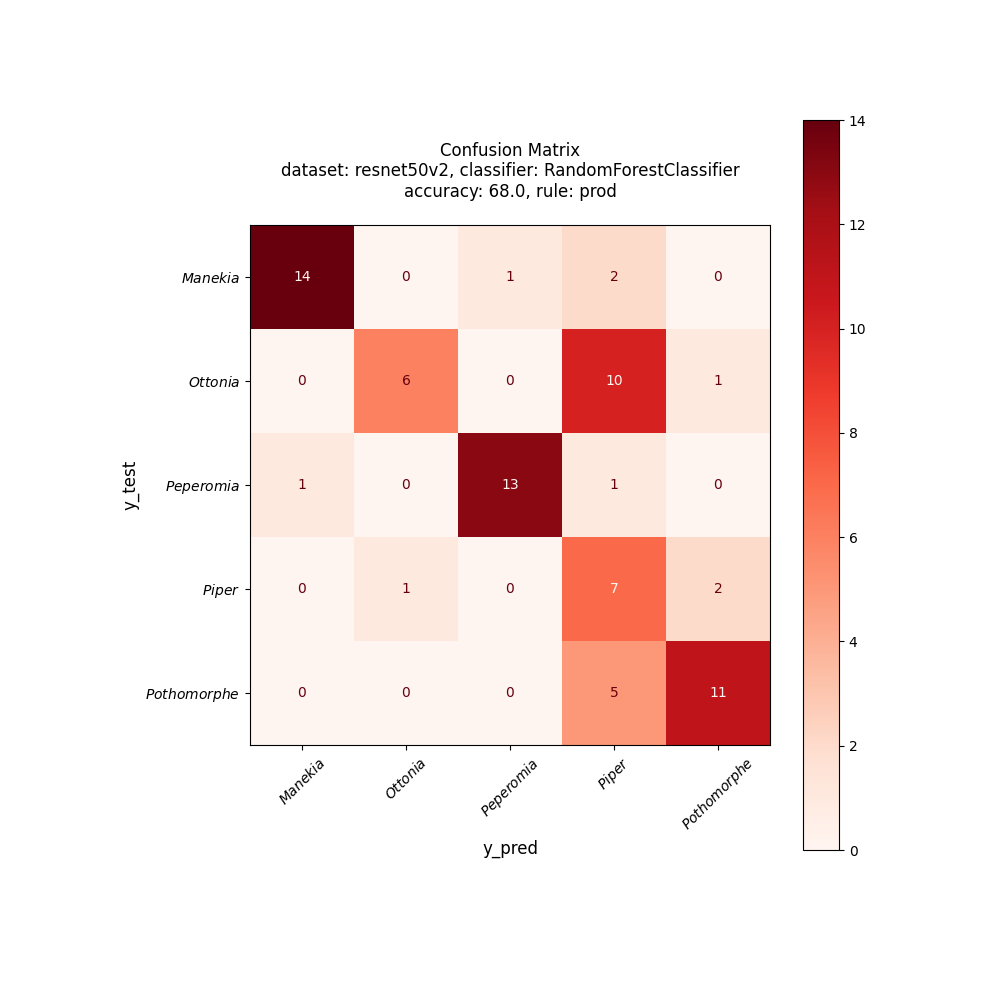 Confusion Matrix
dataset: resnet50v2, classifier: RandomForestClassifier
accuracy: 68.0, rule: prod
14
12
10
8
6
4
2
0
y_test
Manekia 14 0 1 2 0
Ottonia 0 6 0 10 1
Peperomia 1 0 13 1 0
Piper 0 1 0 7 2
Pothomorphe 0 0 0 5 11
Manekia Ottonia Peperomia Piper Pothomorphe
y_pred